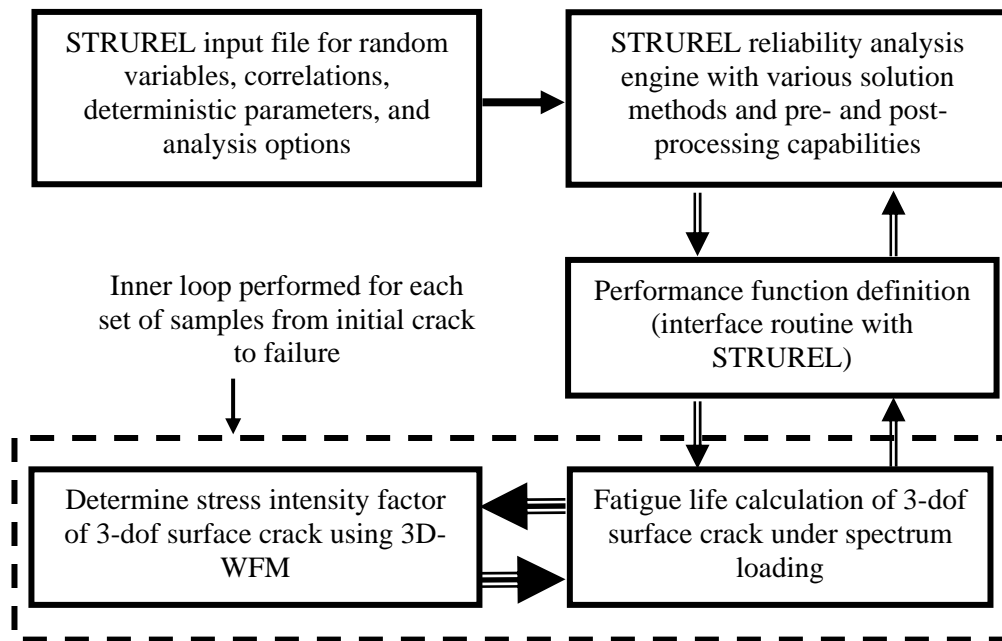 STRUREL input file for random
variables, correlations,
deterministic parameters, and
analysis options
STRUREL reliability analysis
engine with various solution
methods and pre- and post-
processing capabilities
Inner loop performed for each
set of samples from initial crack
to failure
Performance function definition
(interface routine with
STRUREL)
Determine stress intensity factor
of 3-dof surface crack using 3D-
WFM
Fatigue life calculation of 3-dof
surface crack under spectrum
loading